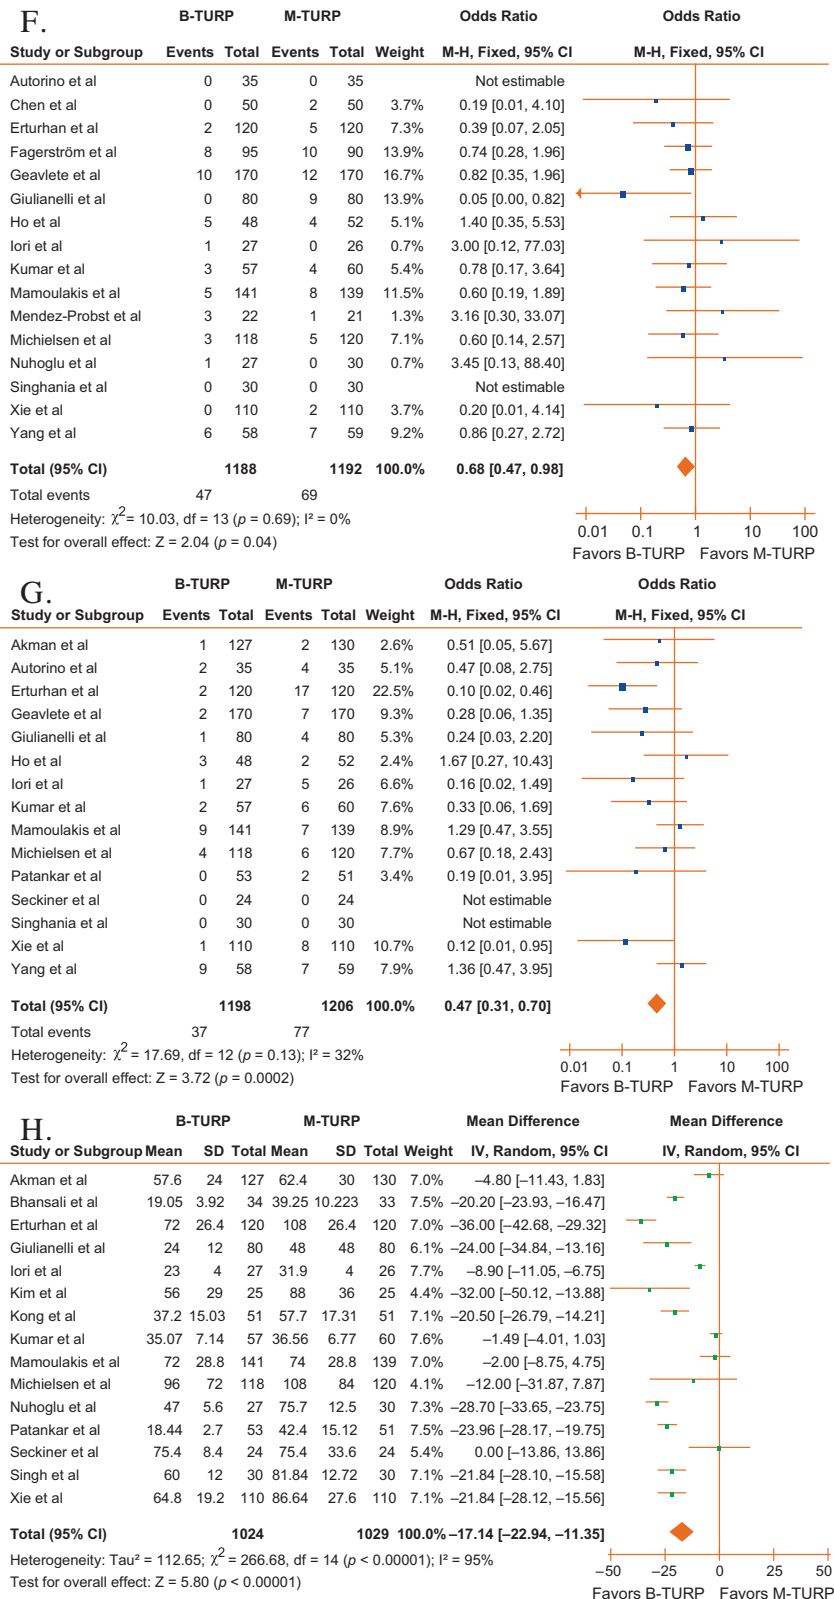 F.
B-TURP M-TURP Odds Ratio Odds Ratio
Study or Subgroup Events Total Events Total Weight M-H, Fixed, 95% CI M-H, Fixed, 95% CI
Autorino et al 0 35 0 35 Not estimable
Chen et al 0 50 2 50 3.7% 0.19 [0.01, 4.10]
Erturhan et al 2 120 5 120 7.3% 0.39 [0.07, 2.05]
Fagerström et al 8 95 10 90 13.9% 0.74 [0.28, 1.96]
Geavlete et al 10 170 12 170 16.7% 0.82 [0.35, 1.96]
Giulianelli et al 0 80 9 80 13.9% 0.05 [0.00, 0.82]
Ho et al 5 48 4 52 5.1% 1.40 [0.35, 5.53]
Iori et al 1 27 0 26 0.7% 3.00 [0.12, 77.03]
Kumar et al 3 57 4 60 5.4% 0.78 [0.17, 3.64]
Mamoulakis et al 5 141 8 139 11.5% 0.60 [0.19, 1.89]
Mendez-Probst et al 3 22 1 21 1.3% 3.16 [0.30, 33.07]
Michielsen et al 3 118 5 120 7.1% 0.60 [0.14, 2.57]
Nuhoglu et al 1 27 0 30 0.7% 3.45 [0.13, 88.40]
Singhania et al 0 30 0 30 Not estimable
Xie et al 0 110 2 110 3.7% 0.20 [0.01, 4.14]
Yang et al 6 58 7 59 9.2% 0.86 [0.27, 2.72]
Total (95% CI) 1188 1192 100.0% 0.68 [0.47, 0.98]
Total events 47 69
Heterogeneity: χ²= 10.03, df = 13 (p = 0.69); I² = 0%
Test for overall effect: Z = 2.04 (p = 0.04)
0.01 0.1 1 10 100
Favors B-TURP Favors M-TURP
G.
B-TURP M-TURP Odds Ratio Odds Ratio
Study or Subgroup Events Total Events Total Weight M-H, Fixed, 95% CI M-H, Fixed, 95% CI
Akman et al 1 127 2 130 2.6% 0.51 [0.05, 5.67]
Autorino et al 2 35 4 35 5.1% 0.47 [0.08, 2.75]
Erturhan et al 2 120 17 120 22.5% 0.10 [0.02, 0.46]
Geavlete et al 2 170 7 170 9.3% 0.28 [0.06, 1.35]
Giulianelli et al 1 80 4 80 5.3% 0.24 [0.03, 2.20]
Ho et al 3 48 2 52 2.4% 1.67 [0.27, 10.43]
Iori et al 1 27 5 26 6.6% 0.16 [0.02, 1.49]
Kumar et al 2 57 6 60 7.6% 0.33 [0.06, 1.69]
Mamoulakis et al 9 141 7 139 8.9% 1.29 [0.47, 3.55]
Michielsen et al 4 118 6 120 7.7% 0.67 [0.18, 2.43]
Patankar et al 0 53 2 51 3.4% 0.19 [0.01, 3.95]
Seckiner et al 0 24 0 24 Not estimable
Singhania et al 0 30 0 30 Not estimable
Xie et al 1 110 8 110 10.7% 0.12 [0.01, 0.95]
Yang et al 9 58 7 59 7.9% 1.36 [0.47, 3.95]
Total (95% CI) 1198 1206 100.0% 0.47 [0.31, 0.70]
Total events 37 77
Heterogeneity: χ² = 17.69, df = 12 (p = 0.13); I² = 32%
Test for overall effect: Z = 3.72 (p = 0.0002)
0.01 0.1 1 10 100
Favors B-TURP Favors M-TURP
H.
B-TURP M-TURP Mean Difference Mean Difference
Study or Subgroup Mean SD Total Mean SD Total Weight IV, Random, 95% CI IV, Random, 95% CI
Akman et al 57.6 24 127 62.4 30 130 7.0% –4.80 [–11.43, 1.83]
Bhansali et al 19.05 3.92 34 39.25 10.223 33 7.5% –20.20 [–23.93, –16.47]
Erturhan et al 72 26.4 120 108 26.4 120 7.0% –36.00 [–42.68, –29.32]
Giulianelli et al 24 12 80 48 48 80 6.1% –24.00 [–34.84, –13.16]
Iori et al 23 4 27 31.9 4 26 7.7% –8.90 [–11.05, –6.75]
Kim et al 56 29 25 88 36 25 4.4% –32.00 [–50.12, –13.88]
Kong et al 37.2 15.03 51 57.7 17.31 51 7.1% –20.50 [–26.79, –14.21]
Kumar et al 35.07 7.14 57 36.56 6.77 60 7.6% –1.49 [–4.01, 1.03]
Mamoulakis et al 72 28.8 141 74 28.8 139 7.0% –2.00 [–8.75, 4.75]
Michielsen et al 96 72 118 108 84 120 4.1% –12.00 [–31.87, 7.87]
Nuhoglu et al 47 5.6 27 75.7 12.5 30 7.3% –28.70 [–33.65, –23.75]
Patankar et al 18.44 2.7 53 42.4 15.12 51 7.5% –23.96 [–28.17, –19.75]
Seckiner et al 75.4 8.4 24 75.4 33.6 24 5.4% 0.00 [–13.86, 13.86]
Singh et al 60 12 30 81.84 12.72 30 7.1% –21.84 [–28.10, –15.58]
Xie et al 64.8 19.2 110 86.64 27.6 110 7.1% –21.84 [–28.12, –15.56]
Total (95% CI) 1024 1029 100.0% –17.14 [–22.94, –11.35]
Heterogeneity: Tau² = 112.65; χ² = 266.68, df = 14 (p < 0.00001); I² = 95%
Test for overall effect: Z = 5.80 (p < 0.00001)
–50 –25 0 25 50
Favors B-TURP Favors M-TURP